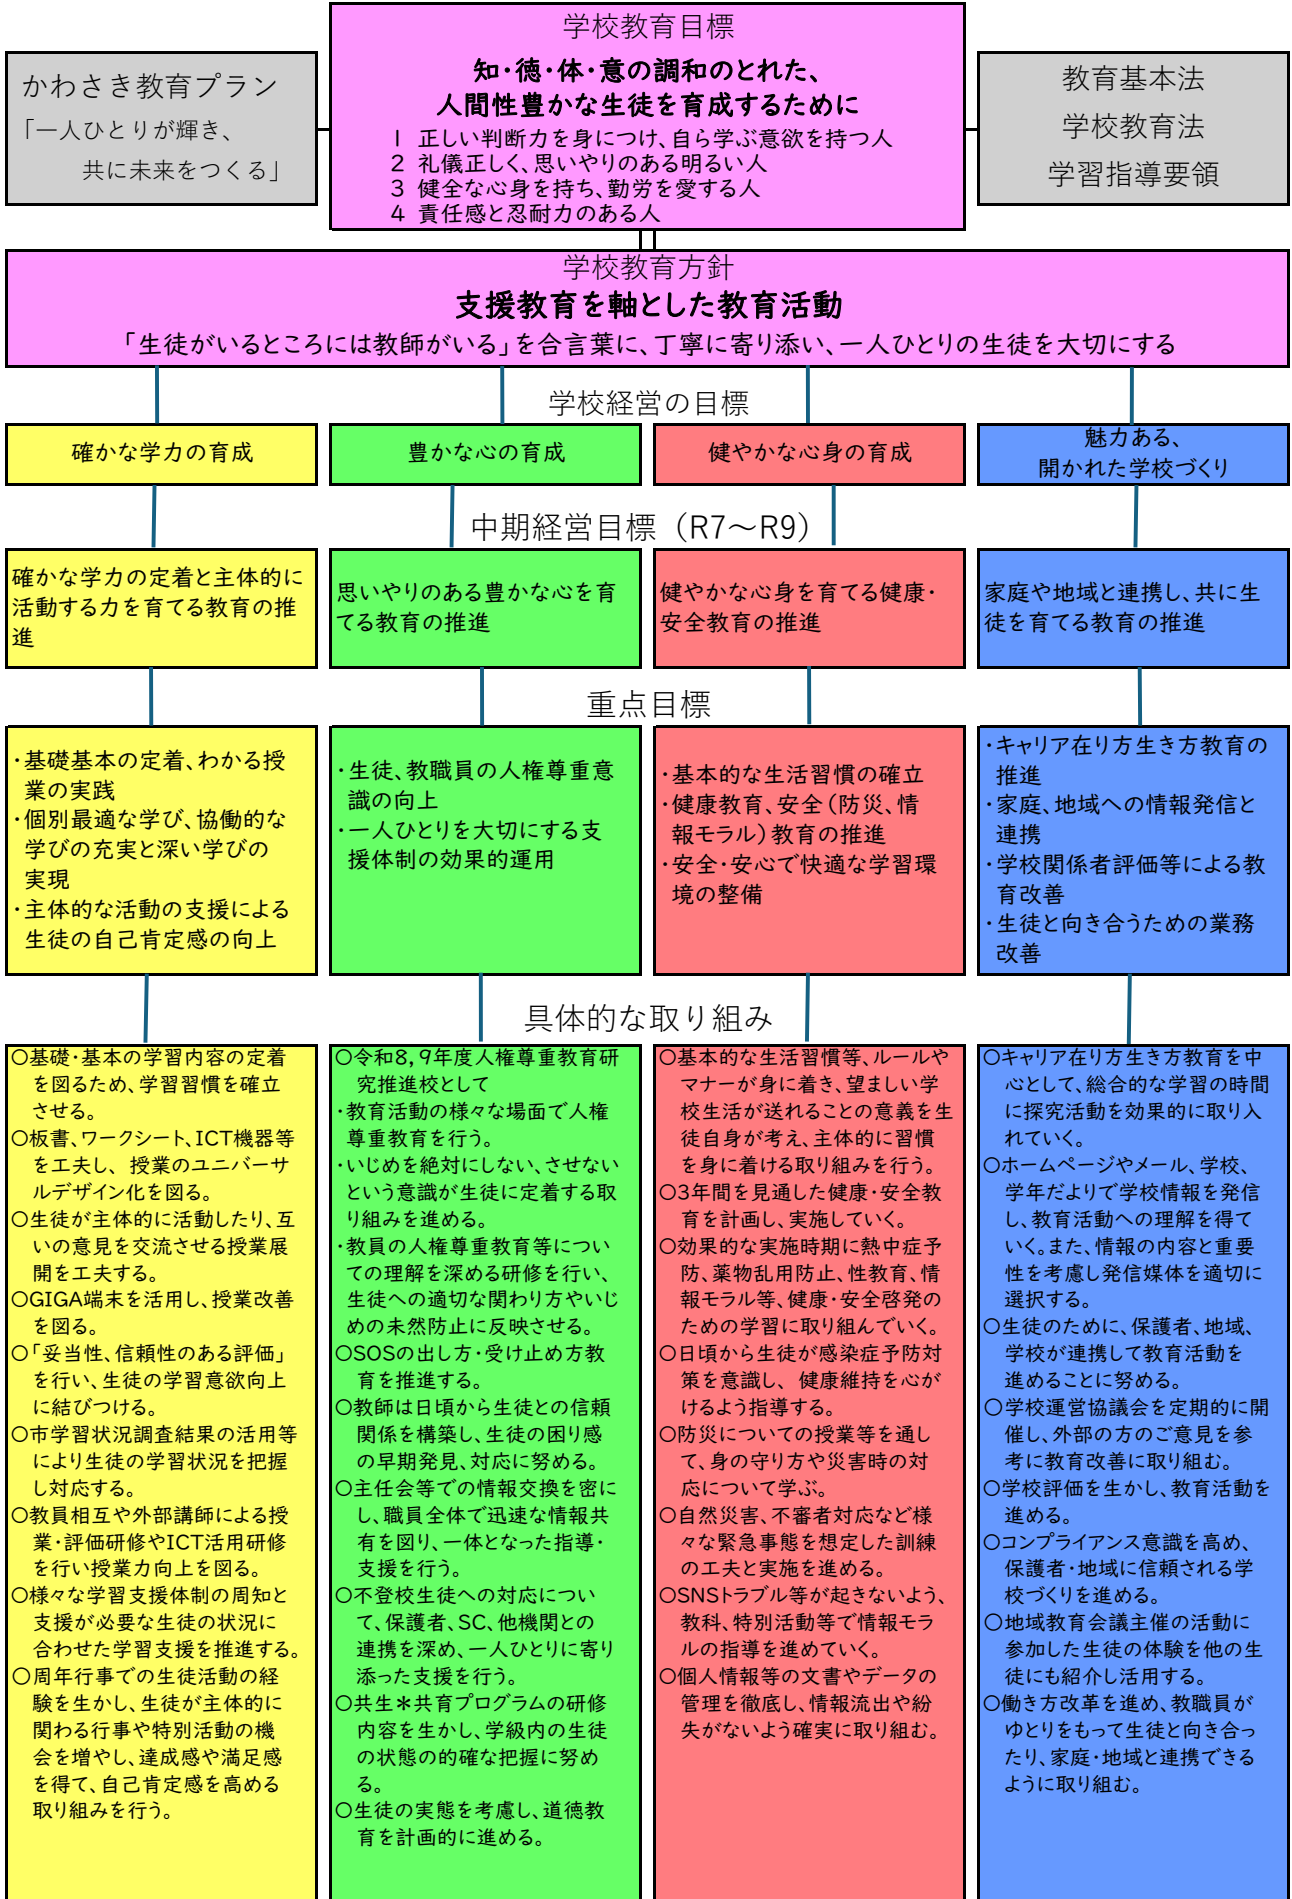 学校教育目標
知・徳・体・意の調和のとれた、
人間性豊かな生徒を育成するために
1 正しい判断力を身につけ、自ら学ぶ意欲を持つ人
2 礼儀正しく、思いやりのある明るい人
3 健全な心身を持ち、勤労を愛する人
4 責任感と忍耐力のある人
かわさき教育プラン
「一人ひとりが輝き、
共に未来をつくる」
教育基本法
学校教育法
学習指導要領
学校教育方針
支援教育を軸とした教育活動
「生徒がいるところには教師がいる」を合言葉に、丁寧に寄り添い、一人ひとりの生徒を大切にする
学校経営の目標
確かな学力の育成
豊かな心の育成
健やかな心身の育成
魅力ある、
開かれた学校づくり
中期経営目標（R7～R9）
確かな学力の定着と主体的に
活動する力を育てる教育の推
進
思いやりのある豊かな心を育
てる教育の推進
健やかな心身を育てる健康・
安全教育の推進
家庭や地域と連携し、共に生
徒を育てる教育の推進
重点目標
・基礎基本の定着、わかる授
業の実践
・個別最適な学び、協働的な
学びの充実と深い学びの
実現
・主体的な活動の支援による
生徒の自己肯定感の向上
・生徒、教職員の人権尊重意
識の向上
・一人ひとりを大切にする支
援体制の効果的運用
・基本的な生活習慣の確立
・健康教育、安全（防災、情
報モラル）教育の推進
・安全・安心で快適な学習環
境の整備
・キャリア在り方生き方教育の
推進
・家庭、地域への情報発信と
連携
・学校関係者評価等による教
育改善
・生徒と向き合うための業務
改善
具体的な取り組み
○基礎・基本の学習内容の定着
を図るため、学習習慣を確立
させる。
○板書、ワークシート、ICT機器等
を工夫し、 授業のユニバーサ
ルデザイン化を図る。
○生徒が主体的に活動したり、互
いの意見を交流させる授業展
開を工夫する。
○GIGA端末を活用し、授業改善
を図る。
○「妥当性、信頼性のある評価」
を行い、生徒の学習意欲向上
に結びつける。
○市学習状況調査結果の活用等
により生徒の学習状況を把握
し対応する。
○教員相互や外部講師による授
業・評価研修やICT活用研修
を行い授業力向上を図る。
○様々な学習支援体制の周知と
支援が必要な生徒の状況に
合わせた学習支援を推進する。
○周年行事での生徒活動の経
験を生かし、生徒が主体的に
関わる行事や特別活動の機
会を増やし、達成感や満足感
を得て、自己肯定感を高める
取り組みを行う。
○令和8,9年度人権尊重教育研
究推進校として
・教育活動の様々な場面で人権
尊重教育を行う。
・いじめを絶対にしない、させない
という意識が生徒に定着する取
り組みを進める。
・教員の人権尊重教育等につい
ての理解を深める研修を行い、
生徒への適切な関わり方やいじ
めの未然防止に反映させる。
○SOSの出し方・受け止め方教
育を推進する。
○教師は日頃から生徒との信頼
関係を構築し、生徒の困り感
の早期発見、対応に努める。
○主任会等での情報交換を密に
し、職員全体で迅速な情報共
有を図り、一体となった指導・
支援を行う。
○不登校生徒への対応につい
て、保護者、SC、他機関との
連携を深め、一人ひとりに寄り
添った支援を行う。
○共生＊共育プログラムの研修
内容を生かし、学級内の生徒
の状態の的確な把握に努め
る。
○生徒の実態を考慮し、道徳教
育を計画的に進める。
○基本的な生活習慣等、ルールや
マナーが身に着き、望ましい学
校生活が送れることの意義を生
徒自身が考え、主体的に習慣
を身に着ける取り組みを行う。
○3年間を見通した健康・安全教
育を計画し、実施していく。
○効果的な実施時期に熱中症予
防、薬物乱用防止、性教育、情
報モラル等、健康・安全啓発の
ための学習に取り組んでいく。
○日頃から生徒が感染症予防対
策を意識し、 健康維持を心が
けるよう指導する。
○防災についての授業等を通し
て、身の守り方や災害時の対
応について学ぶ。
○自然災害、不審者対応など様
々な緊急事態を想定した訓練
の工夫と実施を進める。
○SNSトラブル等が起きないよう、
教科、特別活動等で情報モラ
ルの指導を進めていく。
○個人情報等の文書やデータの
管理を徹底し、情報流出や紛
失がないよう確実に取り組む。
○キャリア在り方生き方教育を中
心として、総合的な学習の時間
に探究活動を効果的に取り入
れていく。
○ホームページやメール、学校、
学年だよりで学校情報を発信
し、教育活動への理解を得て
いく。また、情報の内容と重要
性を考慮し発信媒体を適切に
選択する。
○生徒のために、保護者、地域、
学校が連携して教育活動を
進めることに努める。
○学校運営協議会を定期的に開
催し、外部の方のご意見を参
考に教育改善に取り組む。
○学校評価を生かし、教育活動を
進める。
○コンプライアンス意識を高め、
保護者・地域に信頼される学
校づくりを進める。
○地域教育会議主催の活動に
参加した生徒の体験を他の生
徒にも紹介し活用する。
○働き方改革を進め、教職員が
ゆとりをもって生徒と向き合っ
たり、家庭・地域と連携できる
ように取り組む。